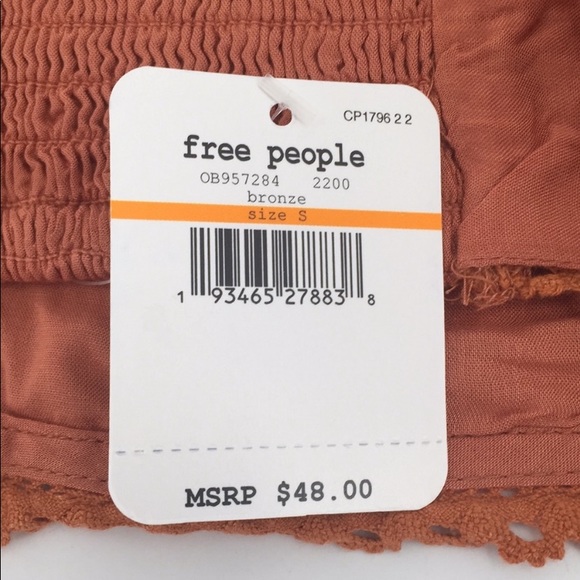 CP1796 2 2
free people
OB957284 2200
bronze
size S
1 93465 27883 8
MSRP $48.00